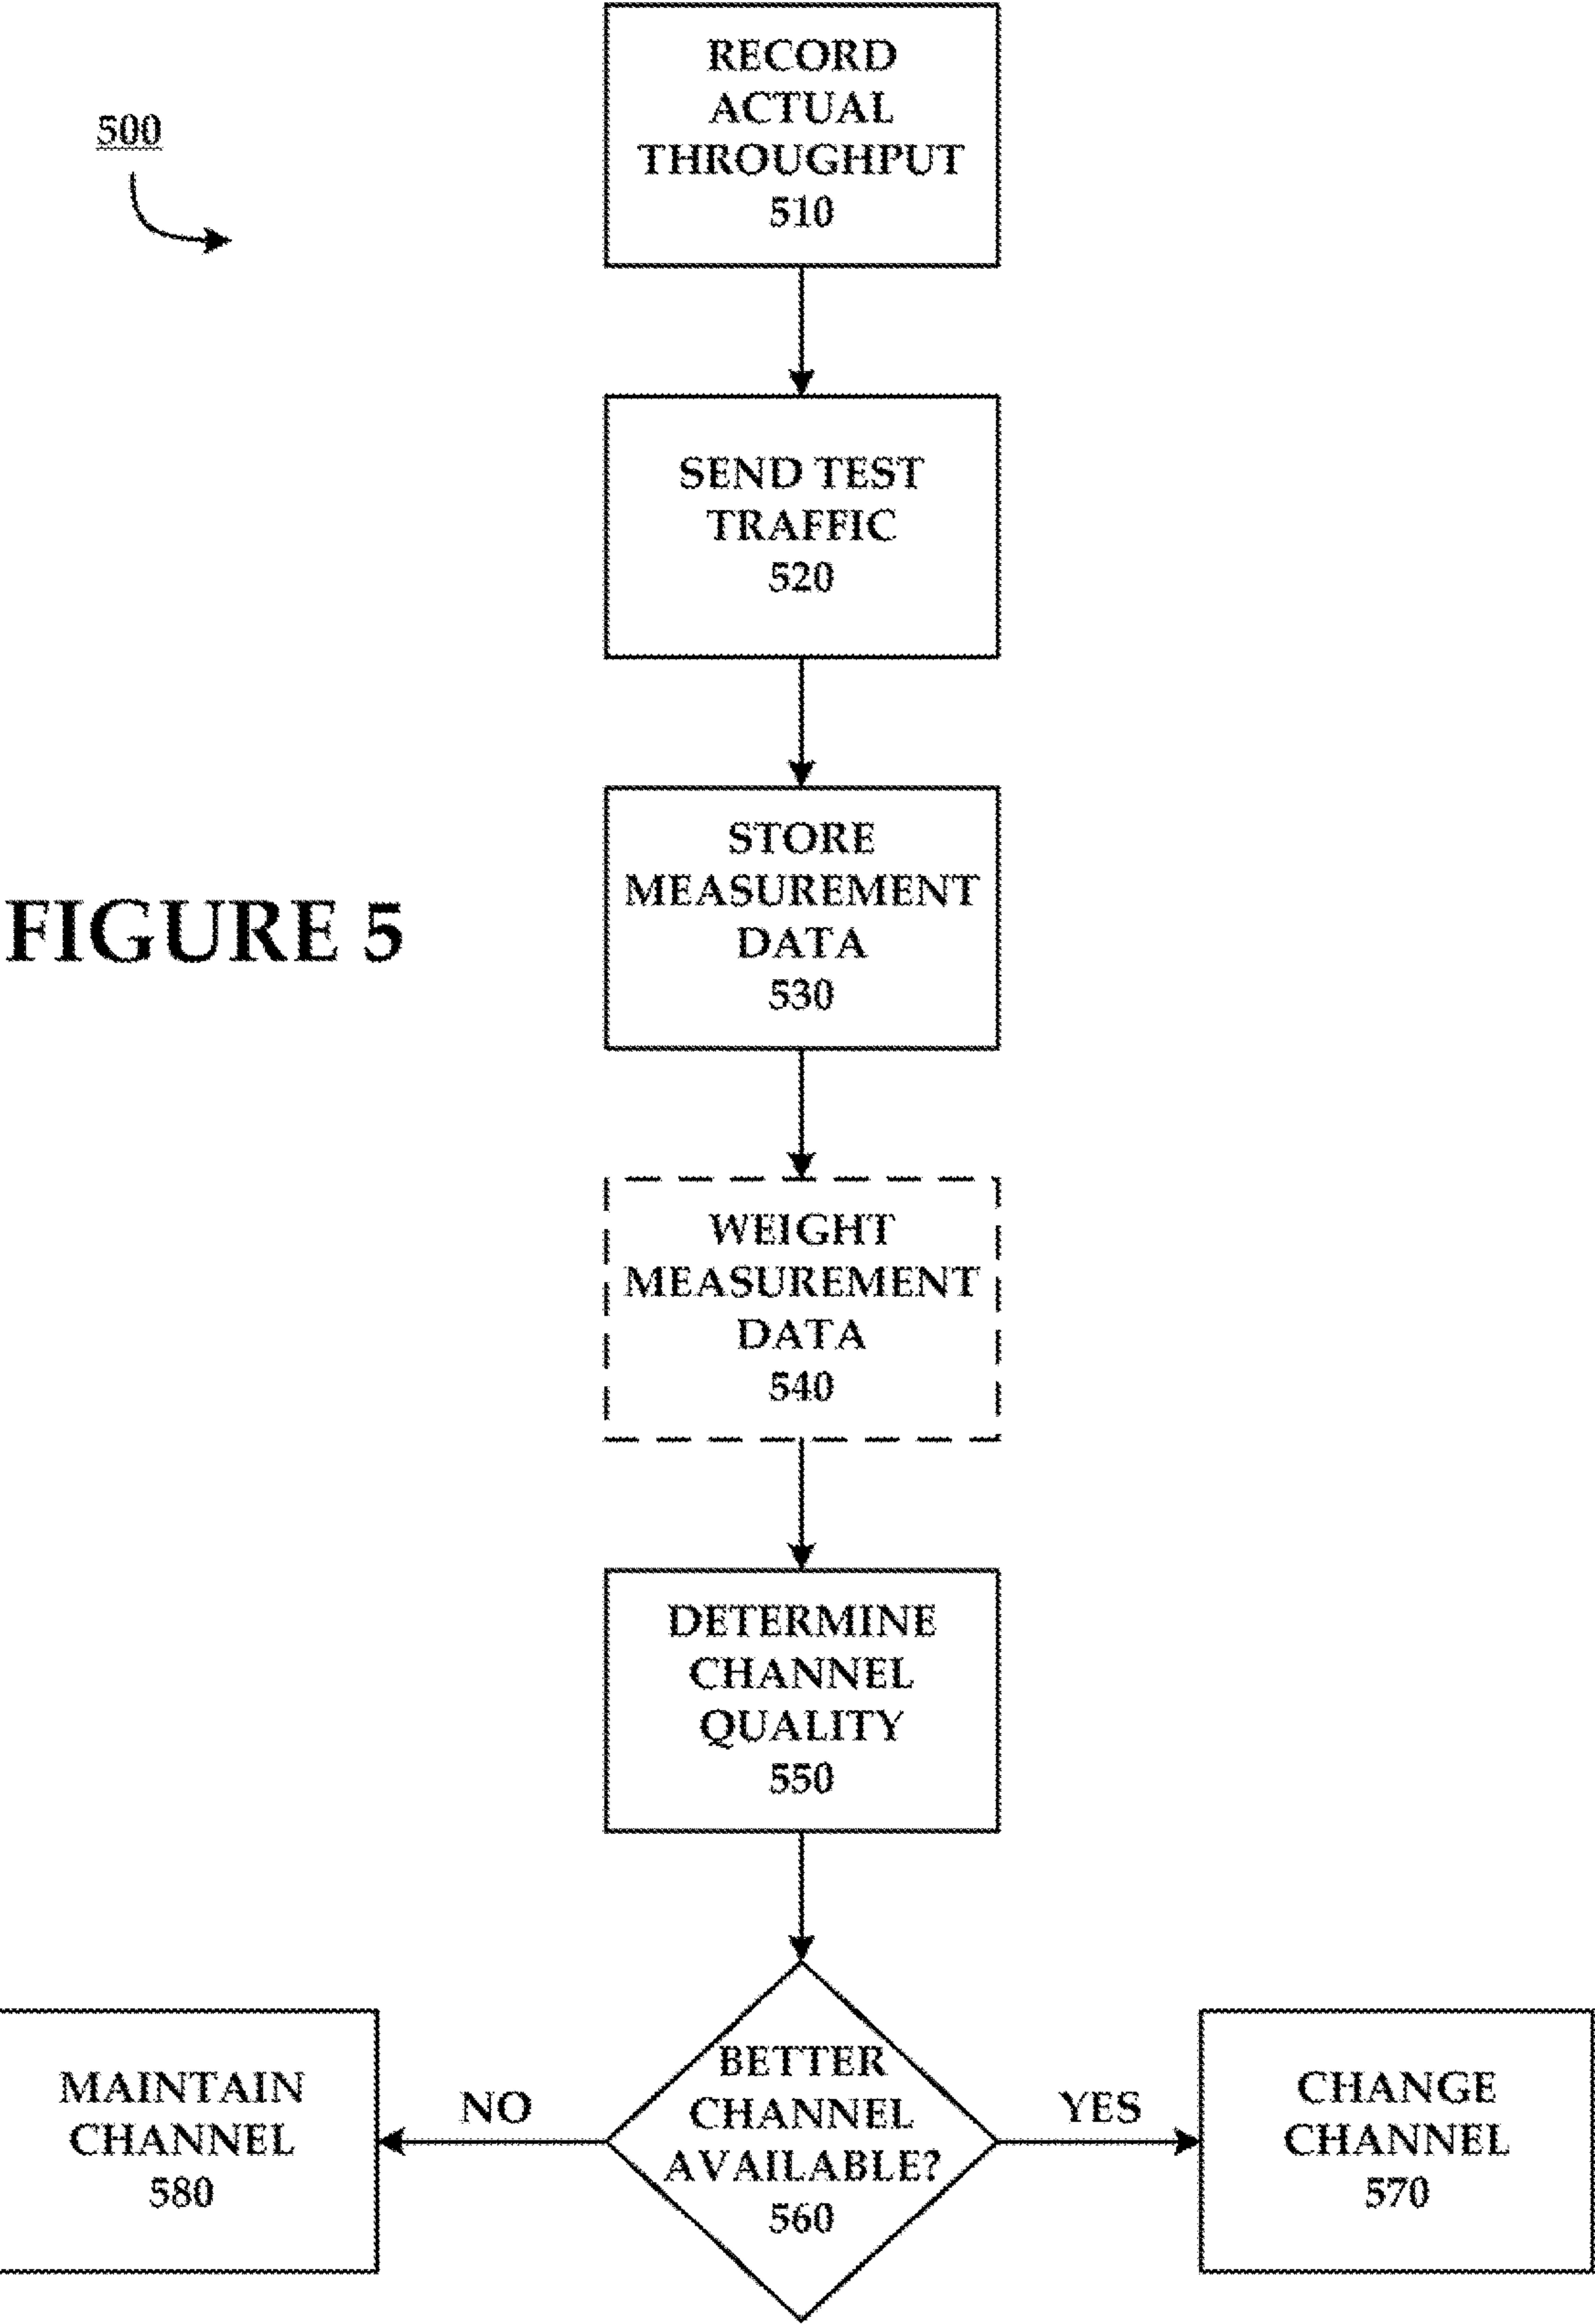 500
RECORD
ACTUAL
THROUGHPUT
510
SEND TEST
TRAFFIC
520
STORE
MEASUREMENT
DATA
530
FIGURE 5
WEIGHT
MEASUREMENT
DATA
540
DETERMINE
CHANNEL
QUALITY
550
BETTER
CHANNEL
AVAILABLE?
560
NO
MAINTAIN
CHANNEL
580
YES
CHANGE
CHANNEL
570